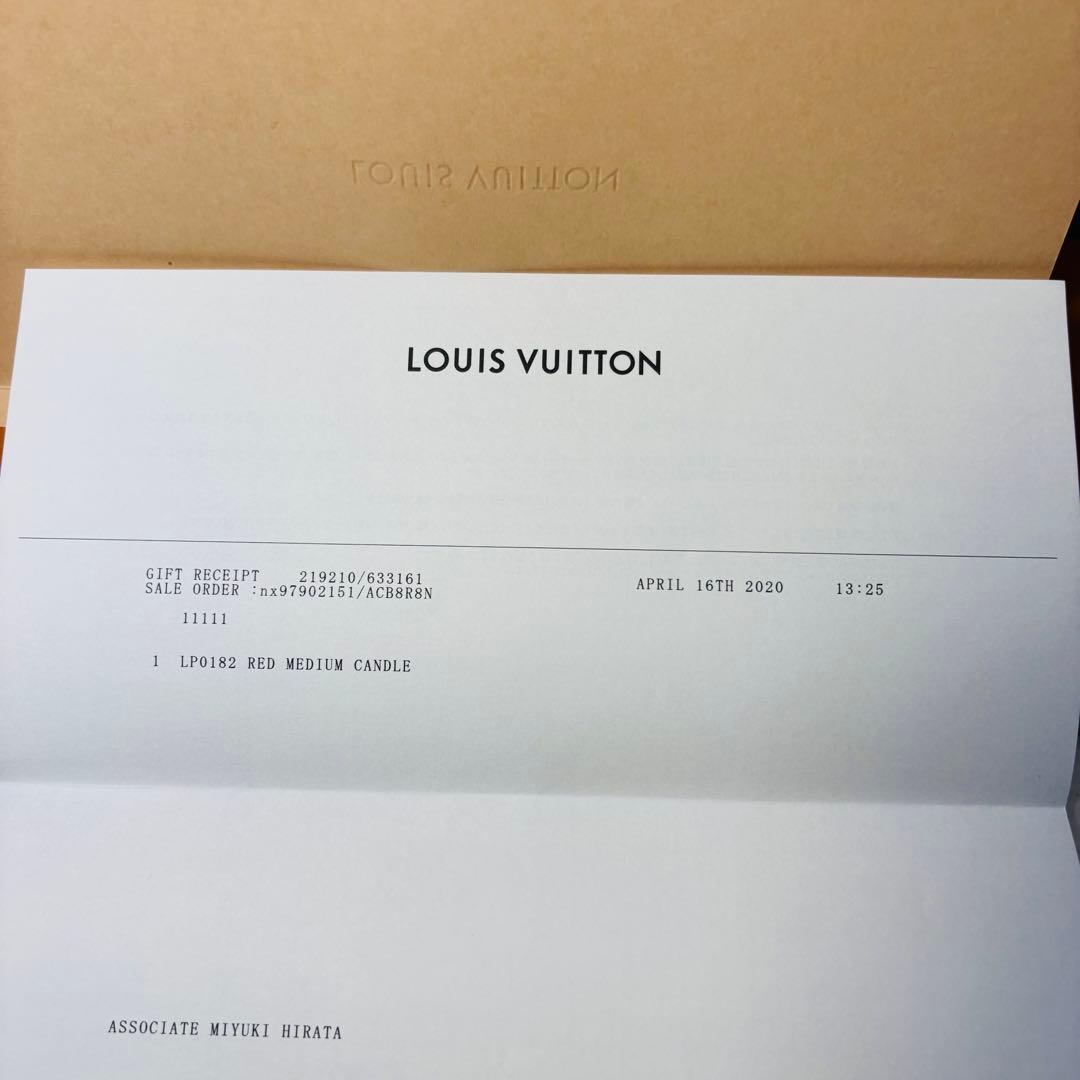 LOUIS VUITTON
LOUIS VUITTON
GIFT RECEIPT 219210/633161
SALE ORDER :nx97902151/ACB8R8N
APRIL 16TH 2020 13:25
11111
1 LP0182 RED MEDIUM CANDLE
ASSOCIATE MIYUKI HIRATA